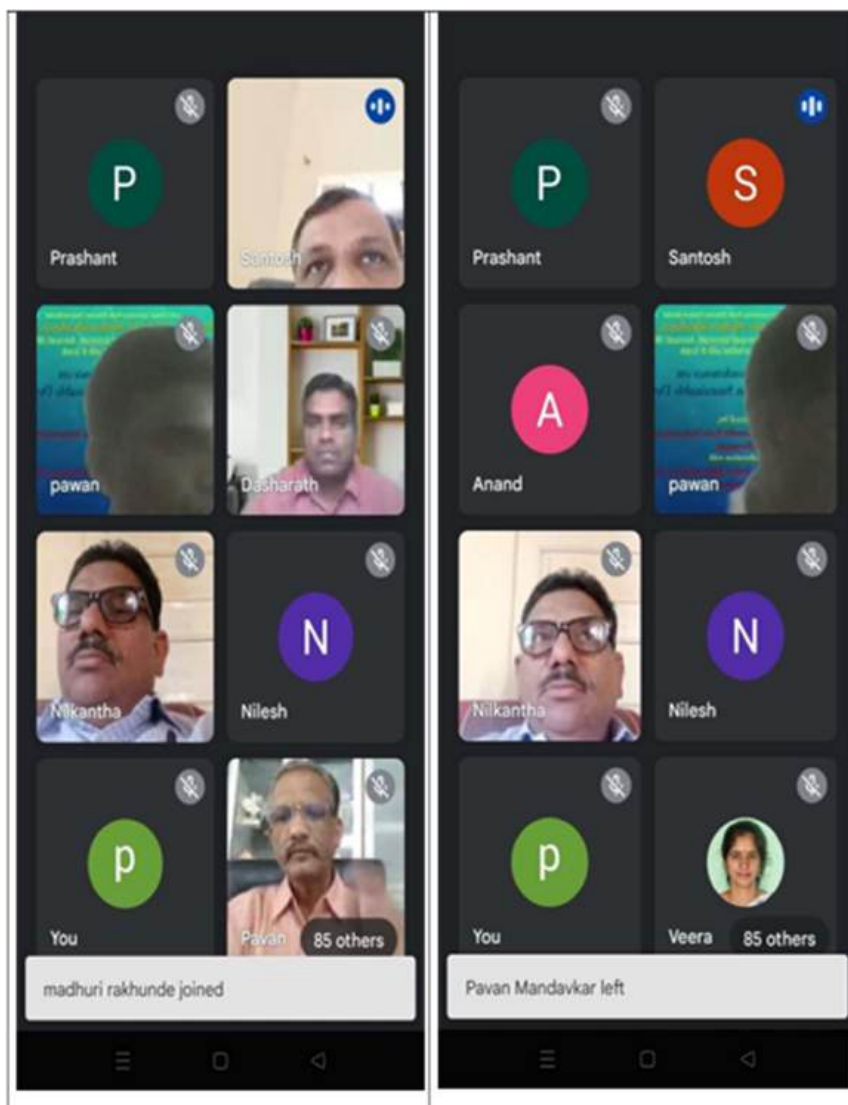 P
Prashant
Santosh
pawan
Dasharath
Nilkantha
N
Nilesh
p
You
Pavan
85 others
madhuri rakhunde joined
P
Prashant
S
Santosh
A
Anand
pawan
Nilkantha
N
Nilesh
p
You
Veera
85 others
Pavan Mandavkar left